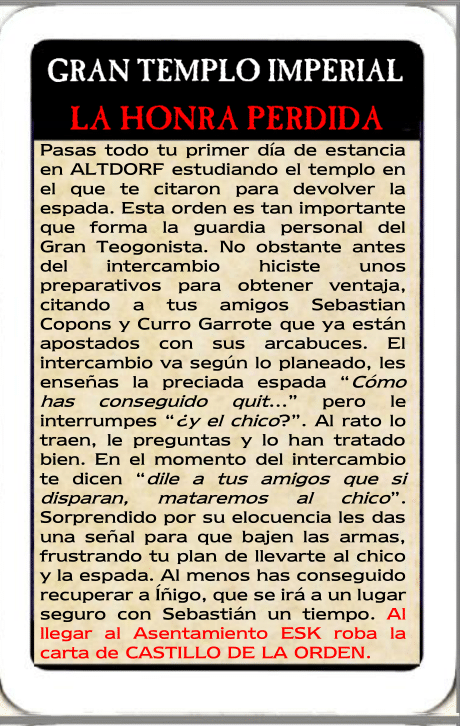 GRAN TEMPLO IMPERIAL
LA HONRA PERDIDA
Pasas todo tu primer día de estancia
en ALTDORF estudiando el templo en
el que te citaron para devolver la
espada. Esta orden es tan importante
que forma la guardia personal del
Gran Teogonista. No obstante antes
del intercambio hiciste unos
preparativos para obtener ventaja,
citando a tus amigos Sebastian
Copons y Curro Garrote que ya están
apostados con sus arcabuces. El
intercambio va según lo planeado, les
enseñas la preciada espada “Cómo
has conseguido quit...” pero le
interrumpes “¿y el chico?”. Al rato lo
traen, le preguntas y lo han tratado
bien. En el momento del intercambio
te dicen “dile a tus amigos que si
disparan, mataremos al chico”.
Sorprendido por su elocuencia les das
una señal para que bajen las armas,
frustrando tu plan de llevarte al chico
y la espada. Al menos has conseguido
recuperar a Íñigo, que se irá a un lugar
seguro con Sebastián un tiempo. Al
llegar al Asentamiento ESK roba la
carta de CASTILLO DE LA ORDEN.